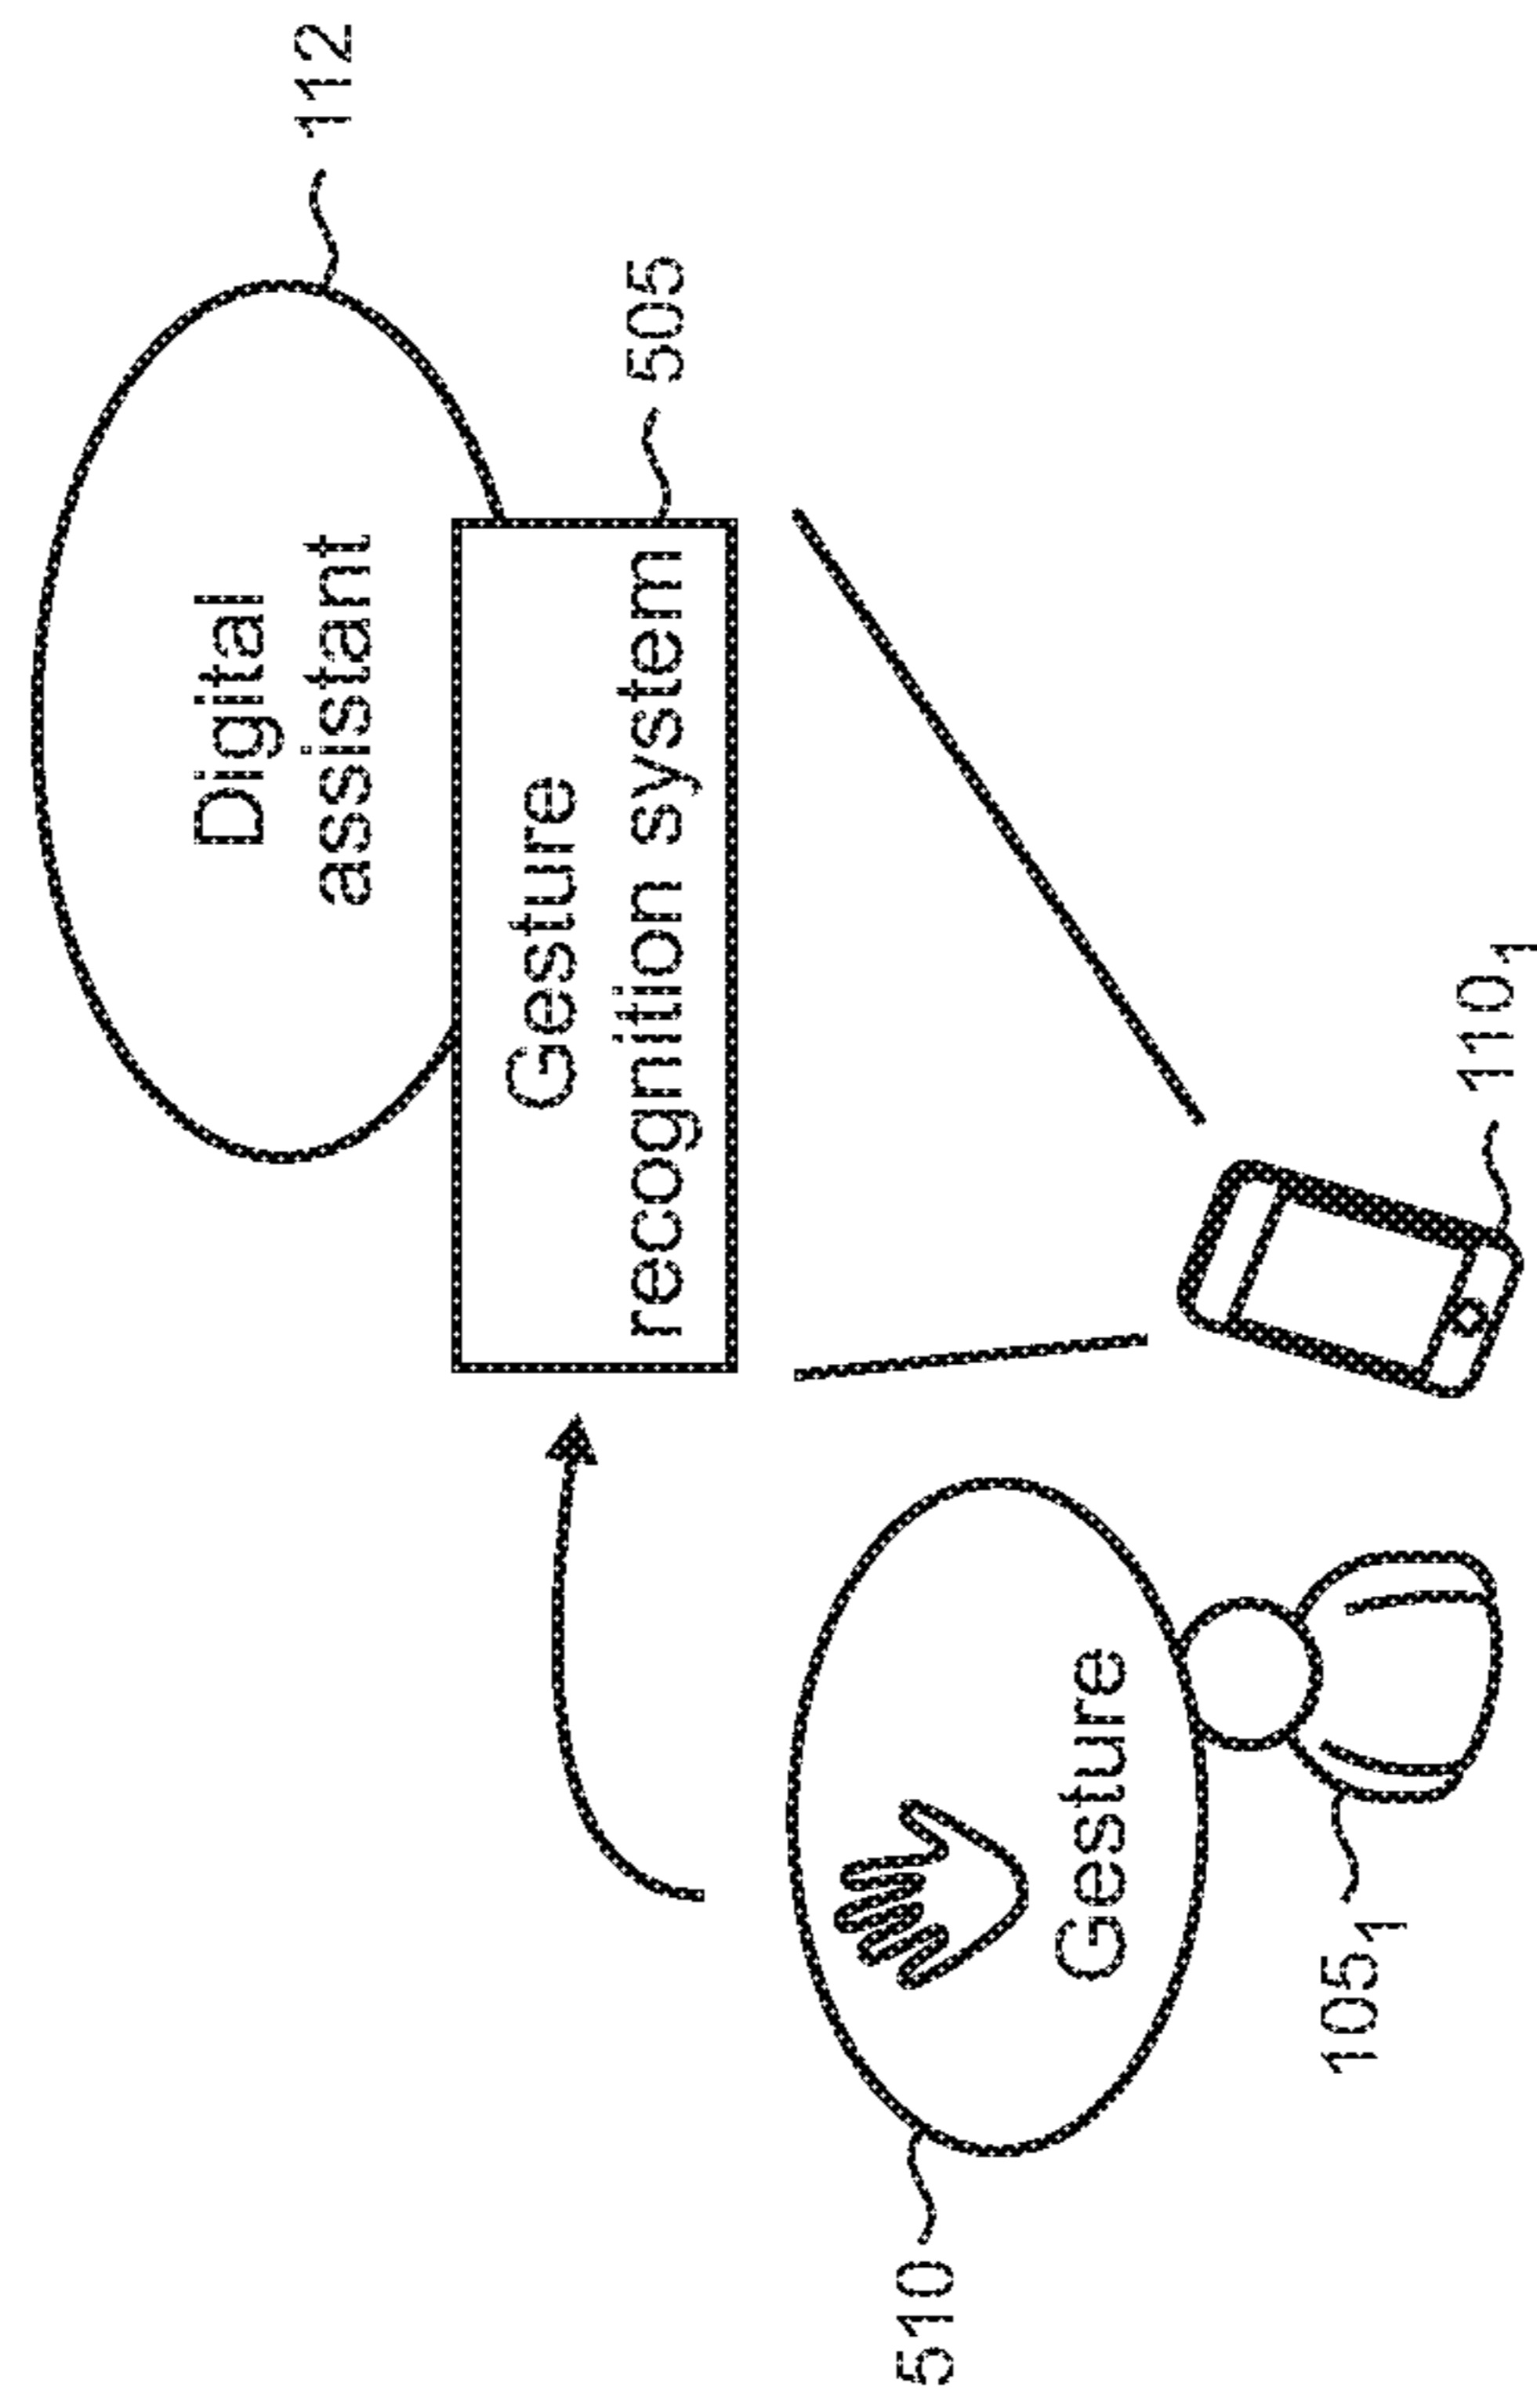 112
Digital
assistant
505
Gesture
recognition system
510
Gesture
105₁
110₁